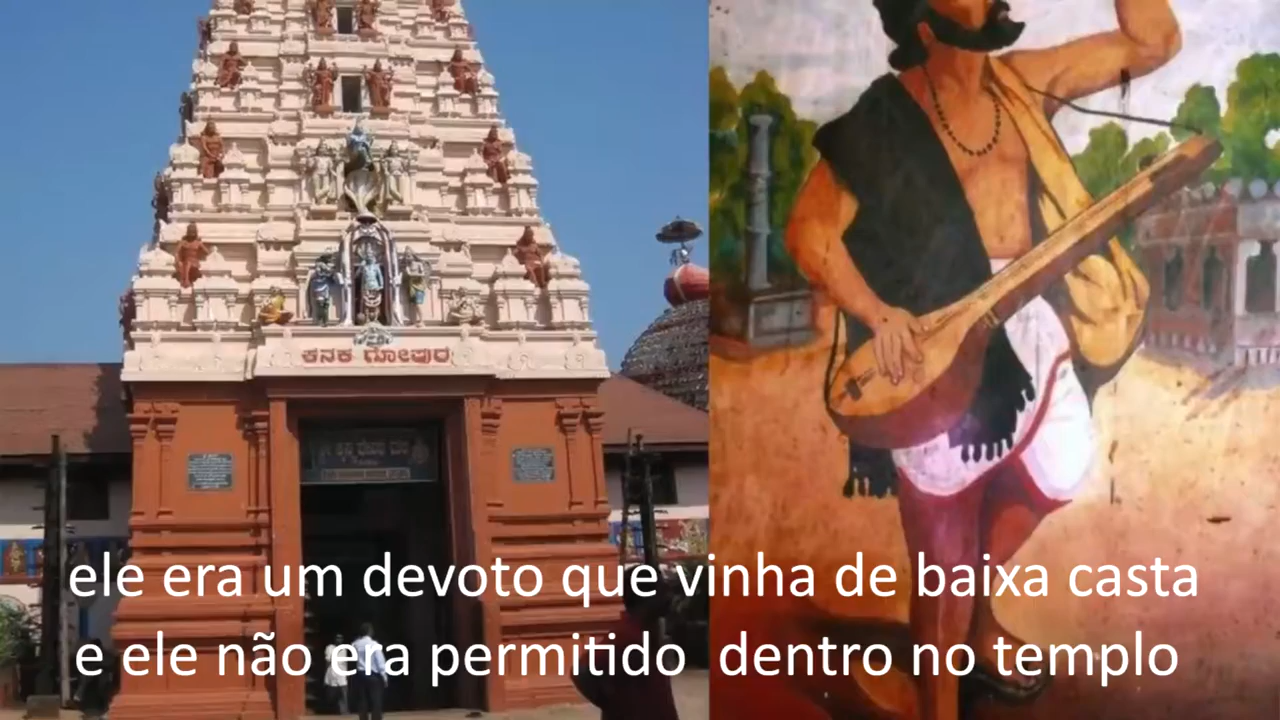 ಕನಕ ಗೋಪುರ
ele era um devoto que vinha de baixa casta
e ele não era permitido dentro no templo